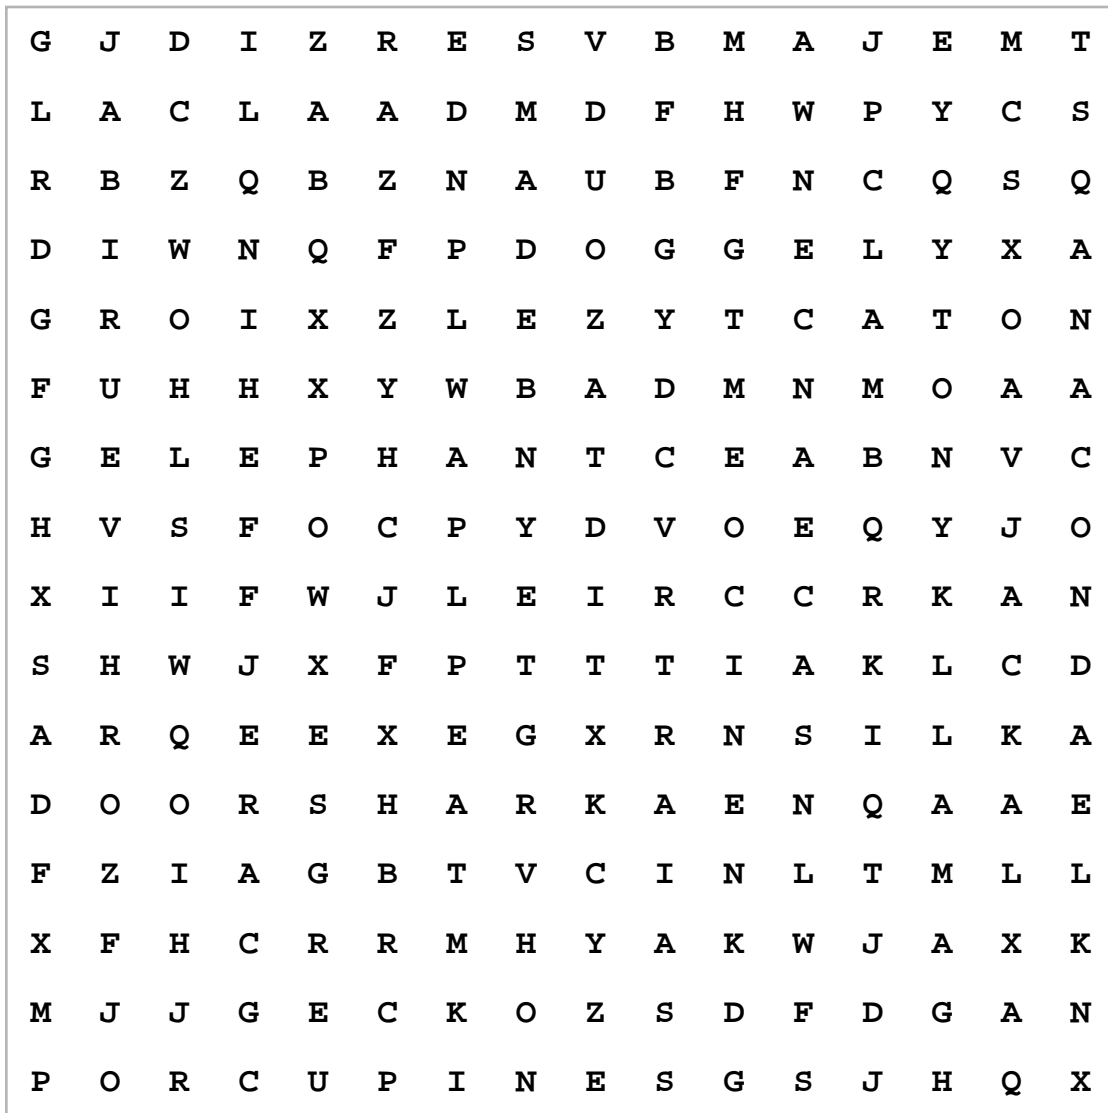 G J D I Z R E S V B M A J E M T
L A C L A A D M D F H W P Y C S
R B Z Q B Z N A U B F N C Q S Q
D I W N Q F P D O G G E L Y X A
G R O I X Z L E Z Y T C A T O N
F U H H X Y W B A D M N M O A A
G E L E P H A N T C E A B N V C
H V S F O C P Y D V O E Q Y J O
X I I F W J L E I R C C R K A N
S H W J X F P T T T I A K L C D
A R Q E E X E G X R N S I L K A
D O O R S H A R K A E N Q A A E
F Z I A G B T V C I N L T M L L
X F H C R R M H Y A K W J A X K
M J J G E C K O Z S D F D G A N
P O R C U P I N E S G S J H Q X